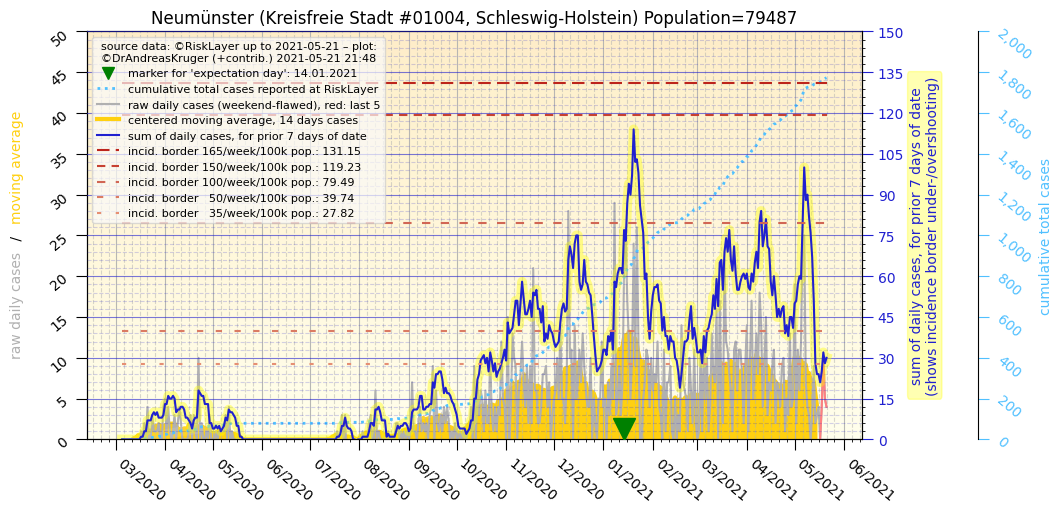 Neumünster (Kreisfreie Stadt #01004, Schleswig-Holstein) Population=79487
source data: ©RiskLayer up to 2021-05-21 – plot:
©DrAndreasKruger (+contrib.) 2021-05-21 21:48
marker for 'expectation day': 14.01.2021
cumulative total cases reported at RiskLayer
raw daily cases (weekend-flawed), red: last 5
centered moving average, 14 days cases
sum of daily cases, for prior 7 days of date
incid. border 165/week/100k pop.: 131.15
incid. border 150/week/100k pop.: 119.23
incid. border 100/week/100k pop.: 79.49
incid. border   50/week/100k pop.: 39.74
incid. border   35/week/100k pop.: 27.82
raw daily cases   /   moving average
50
45
40
35
30
25
20
15
10
5
0
03/2020
04/2020
05/2020
06/2020
07/2020
08/2020
09/2020
10/2020
11/2020
12/2020
01/2021
02/2021
03/2021
04/2021
05/2021
06/2021
150
135
120
105
90
75
60
45
30
15
0
sum of daily cases, for prior 7 days of date
(shows incidence border under-/overshooting)
2,000
1,800
1,600
1,400
1,200
1,000
800
600
400
200
0
cumulative total cases